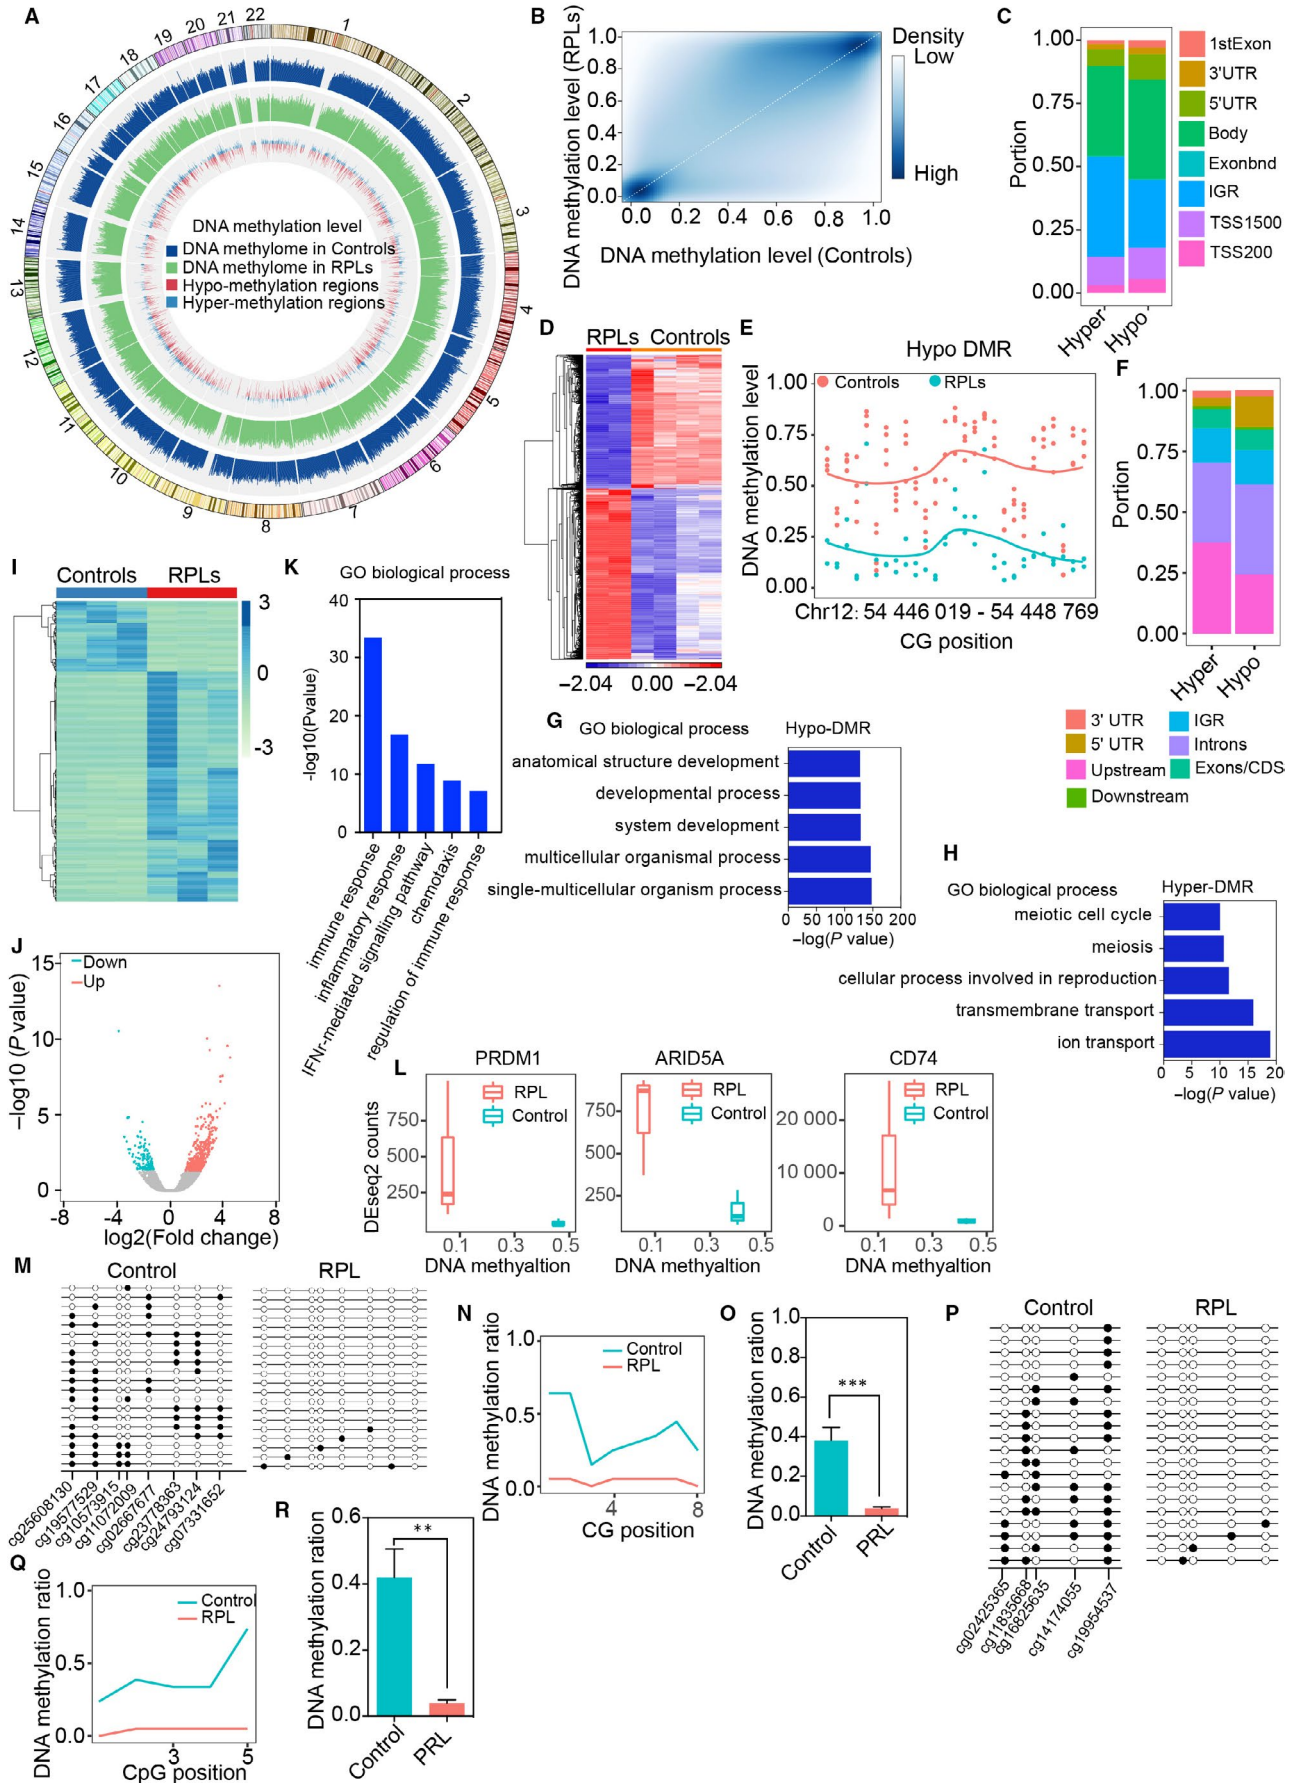 A
1
2
3
4
5
6
7
8
9
10
11
12
13
14
15
16
17
18
19
20
21
22
DNA methylation level
DNA methylome in Controls
DNA methylome in RPLs
Hypo-methylation regions
Hyper-methylation regions
B
DNA methylation level (RPLs)
1.0
0.8
0.6
0.4
0.2
0.0
0.0 0.2 0.4 0.6 0.8 1.0
DNA methylation level (Controls)
Density
Low
High
C
Portion
1.00
0.75
0.50
0.25
0.00
Hyper
Hypo
1stExon
3'UTR
5'UTR
Body
Exonbnd
IGR
TSS1500
TSS200
D
RPLs Controls
−2.04 0.00 −2.04
E
Hypo DMR
Controls RPLs
DNA methylation level
1.00
0.75
0.50
0.25
0.00
Chr12: 54 446 019 - 54 448 769
CG position
F
Portion
1.00
0.75
0.50
0.25
0.00
Hyper
Hypo
3' UTR
5' UTR
Upstream
Downstream
IGR
Introns
Exons/CDS
G
GO biological process Hypo-DMR
anatomical structure development
developmental process
system development
multicellular organismal process
single-multicellular organism process
0 50 100 150 200
−log(P value)
H
GO biological process Hyper-DMR
meiotic cell cycle
meiosis
cellular process involved in reproduction
transmembrane transport
ion transport
0 5 10 15 20
−log(P value)
I
Controls RPLs
3
0
-3
J
Down
Up
−log10 (P value)
15
10
5
0
-8 -4 0 4 8
log2(Fold change)
K
GO biological process
-log10(Pvalue)
40
30
20
10
0
immune response
inflammatory response
IFNr-mediated signalling pathway
chemotaxis
regulation of immune response
L
DEseq2 counts
PRDM1
RPL
Control
750
500
250
0.1 0.3 0.5
DNA methyaltion
ARID5A
RPL
Control
750
500
250
0.1 0.3 0.5
DNA methyaltion
CD74
RPL
Control
20 000
10 000
0
0.1 0.3 0.5
DNA methyaltion
M
Control RPL
cg25608130
cg19577529
cg10573915
cg11072009
cg02667677
cg23778363
cg24793124
cg07331652
N
DNA methylation ratio
1.0
0.5
0.0
Control
RPL
4 8
CG position
O
DNA methylation ration
1.0
0.8
0.6
0.4
0.2
0.0
***
Control
PRL
P
Control RPL
cg02425365
cg11835668
cg16825635
cg14174055
cg19954537
Q
DNA methylation ratio
1.0
0.5
0.0
Control
RPL
3 5
CpG position
R
DNA methylation ration
0.6
0.4
0.2
0.0
**
Control
PRL